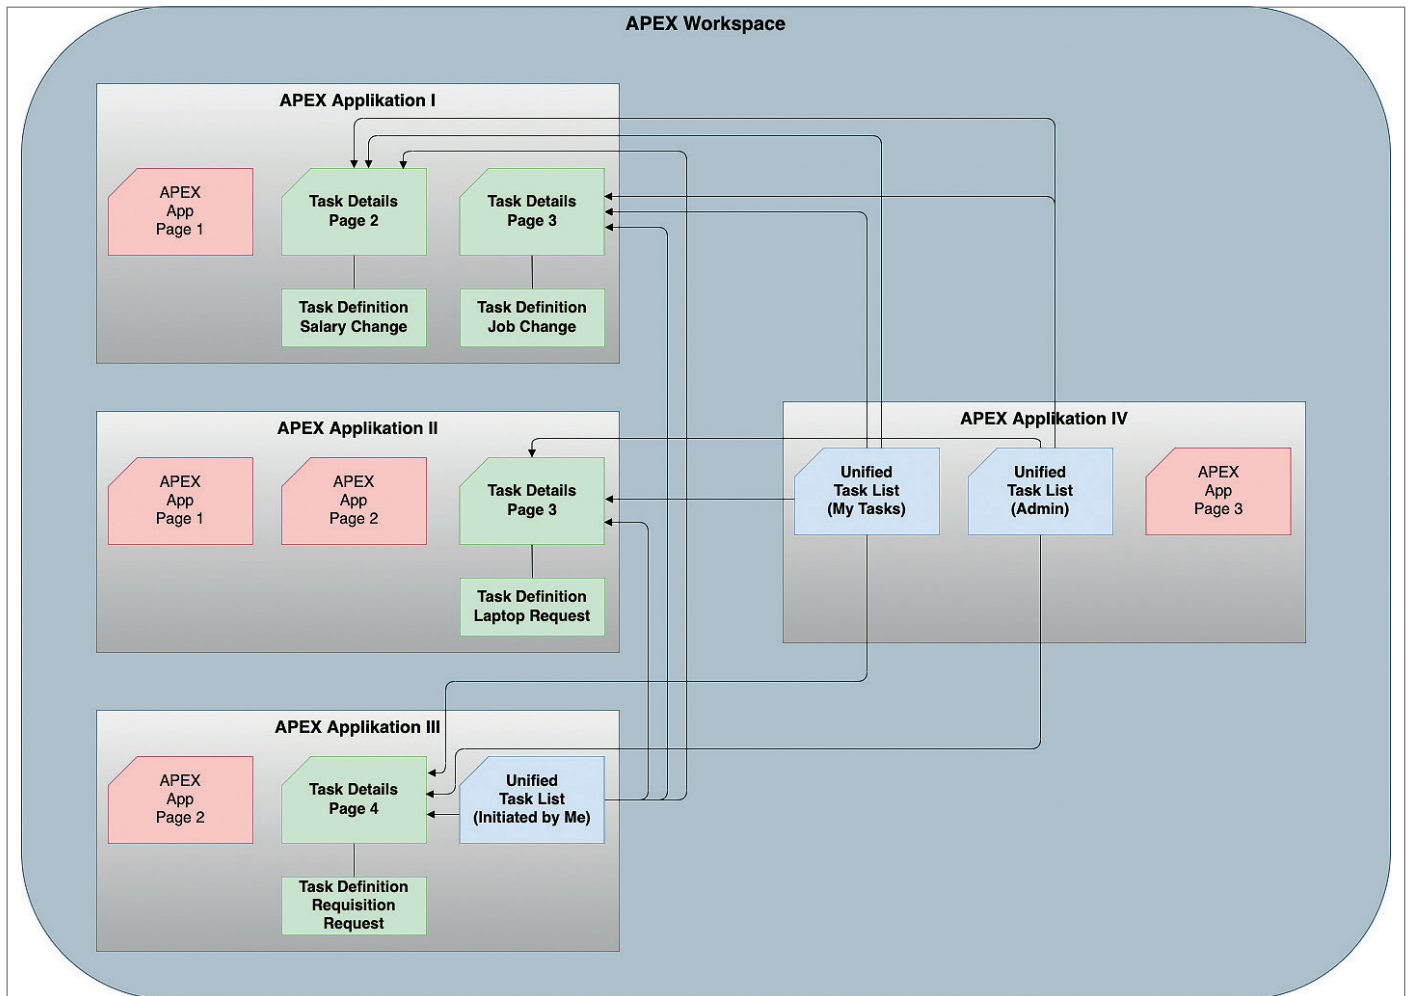 APEX Workspace
APEX Applikation I
APEX
App
Page 1
Task Details
Page 2
Task Details
Page 3
Task Definition
Salary Change
Task Definition
Job Change
APEX Applikation II
APEX
App
Page 1
APEX
App
Page 2
Task Details
Page 3
Task Definition
Laptop Request
APEX Applikation IV
Unified
Task List
(My Tasks)
Unified
Task List
(Admin)
APEX
App
Page 3
APEX Applikation III
APEX
App
Page 2
Task Details
Page 4
Unified
Task List
(Initiated by Me)
Task Definition
Requisition
Request